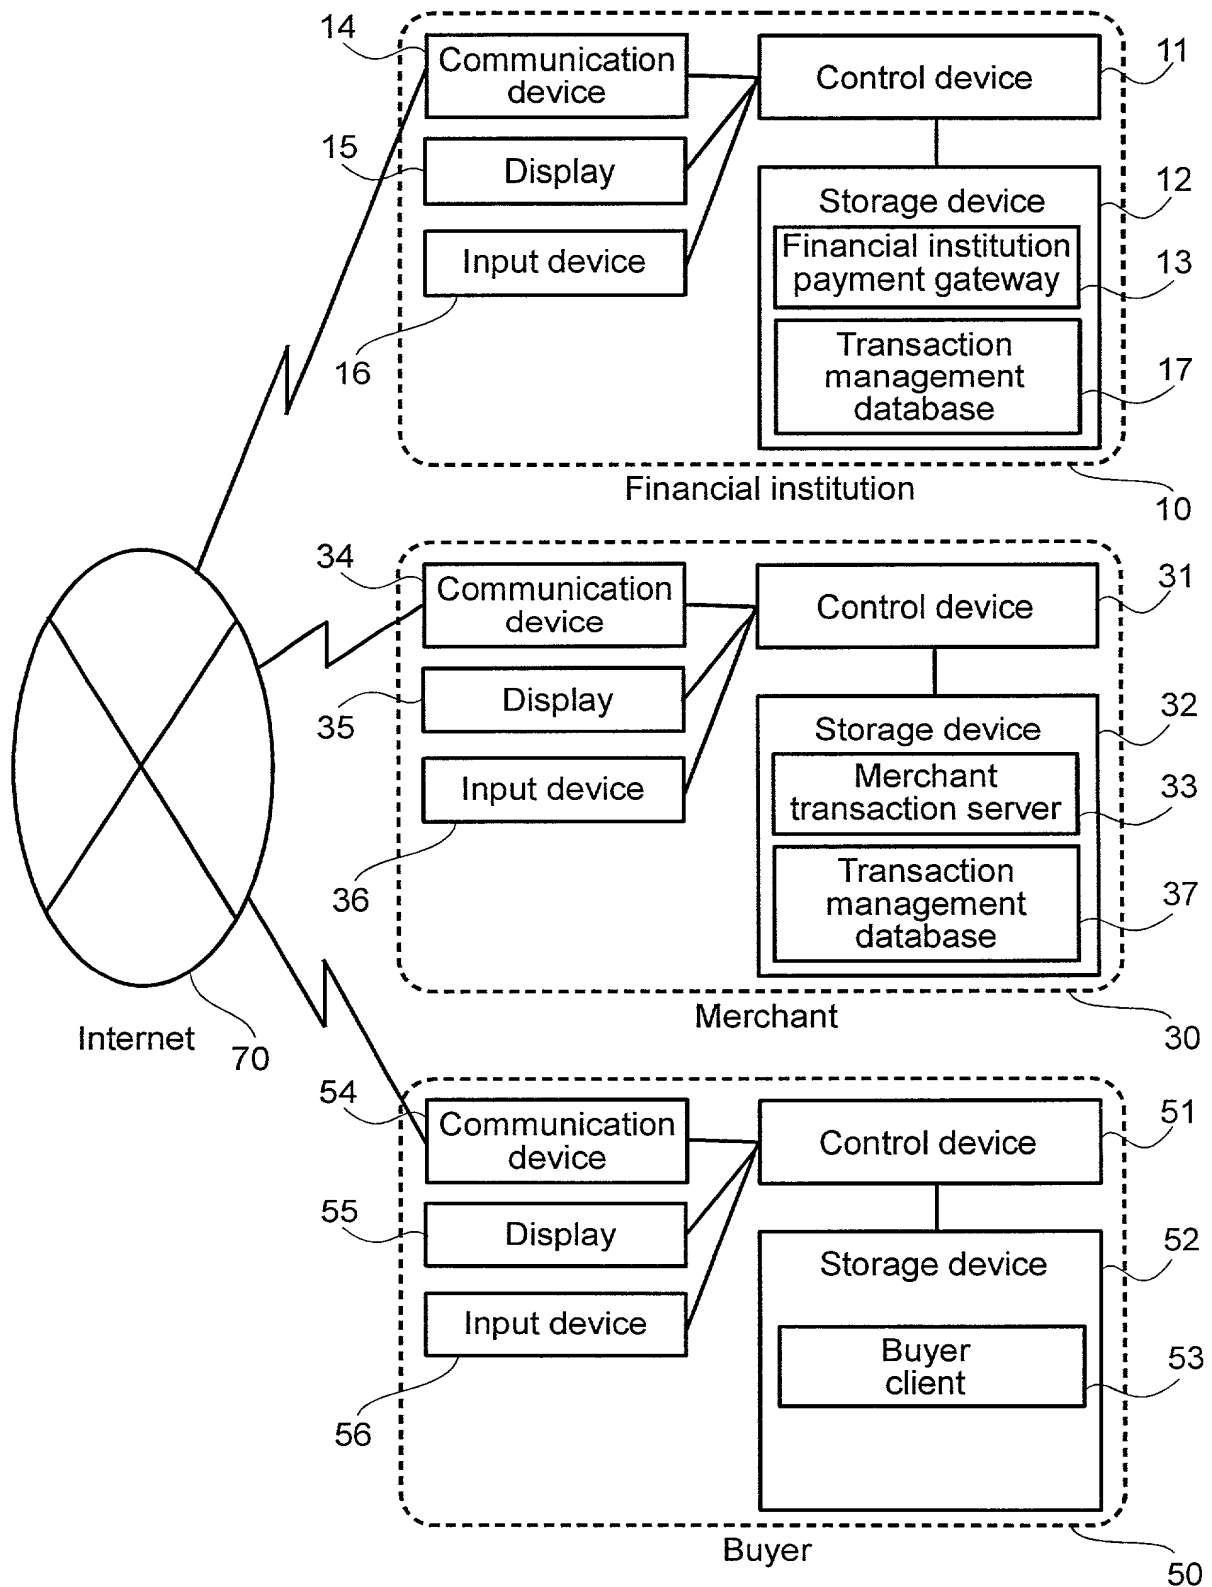 14
Communication
device
Control device
11
15
Display
12
Storage device
Financial institution
payment gateway
13
Input device
16
Transaction
management
database
17
Financial institution
10
34
Communication
device
Control device
31
35
Display
32
Storage device
Merchant
transaction server
33
Input device
36
Transaction
management
database
37
Merchant
30
Internet
70
54
Communication
device
Control device
51
55
Display
52
Storage device
Input device
56
Buyer
client
53
Buyer
50